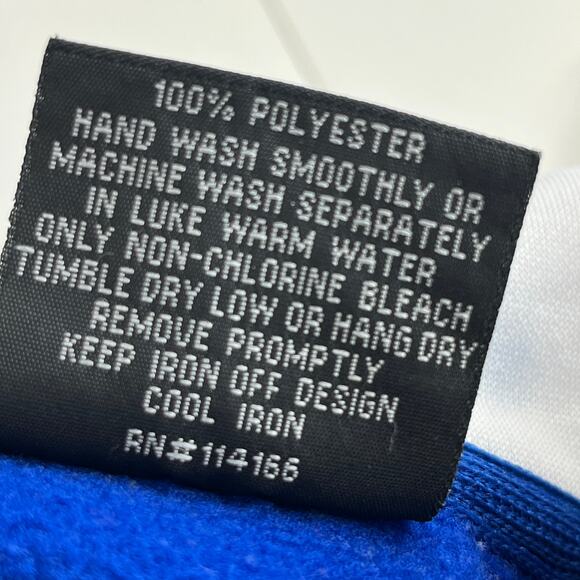 100% POLYESTER
HAND WASH SMOOTHLY OR
MACHINE WASH SEPARATELY
IN LUKE WARM WATER
ONLY NON-CHLORINE BLEACH
TUMBLE DRY LOW OR HANG DRY
REMOVE PROMPTLY
KEEP IRON OFF DESIGN
COOL IRON
RN#114166